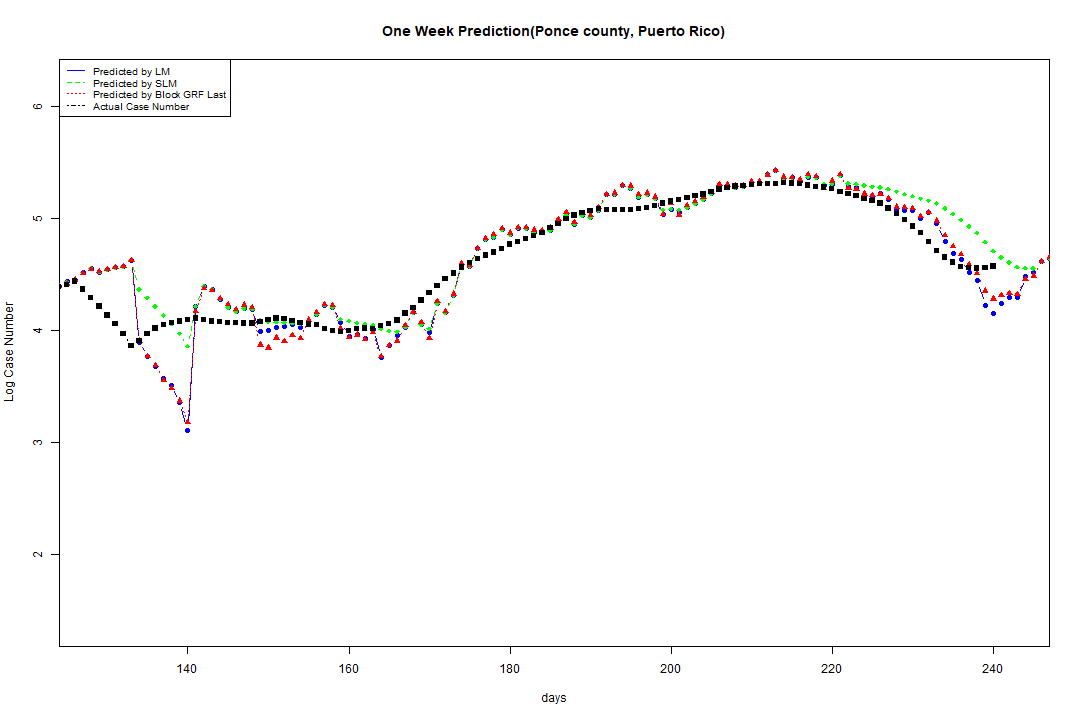 One Week Prediction(Ponce county, Puerto Rico)
Predicted by LM
Predicted by SLM
Predicted by Block GRF Last
Actual Case Number
6
5
4
3
2
Log Case Number
140 160 180 200 220 240
days